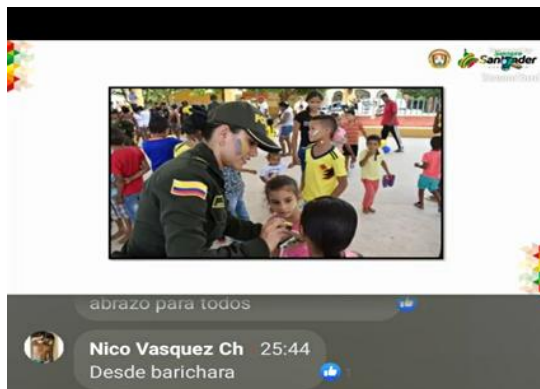 Santander
abrazo para todos
Nico Vasquez Ch 25:44
Desde barichara